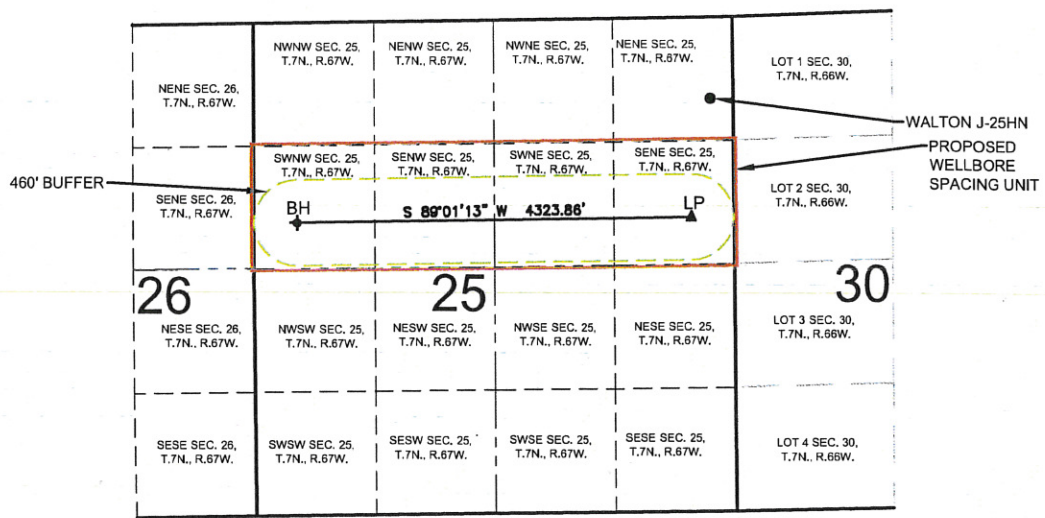 NENE SEC. 26,
T.7N., R.67W.
NWNW SEC. 25,
T.7N., R.67W.
NENW SEC. 25,
T.7N., R.67W.
NWNE SEC. 25,
T.7N., R.67W.
NENE SEC. 25,
T.7N., R.67W.
LOT 1 SEC. 30,
T.7N., R.66W.
WALTON J-25HN
PROPOSED
WELLBORE
SPACING UNIT
460' BUFFER
SENE SEC. 26,
T.7N., R.67W.
SWNW SEC. 25,
T.7N., R.67W.
SENW SEC. 25,
T.7N., R.67W.
SWNE SEC. 25,
T.7N., R.67W.
SENE SEC. 25,
T.7N., R.67W.
LOT 2 SEC. 30,
T.7N., R.66W.
BH
S 89°01'13" W 4323.86'
LP
26
25
30
NESE SEC. 26,
T.7N., R.67W.
NWSW SEC. 25,
T.7N., R.67W.
NESW SEC. 25,
T.7N., R.67W.
NWSE SEC. 25,
T.7N., R.67W.
NESE SEC. 25,
T.7N., R.67W.
LOT 3 SEC. 30,
T.7N., R.66W.
SESE SEC. 26,
T.7N., R.67W.
SWSW SEC. 25,
T.7N., R.67W.
SESW SEC. 25,
T.7N., R.67W.
SWSE SEC. 25,
T.7N., R.67W.
SESE SEC. 25,
T.7N., R.67W.
LOT 4 SEC. 30,
T.7N., R.66W.